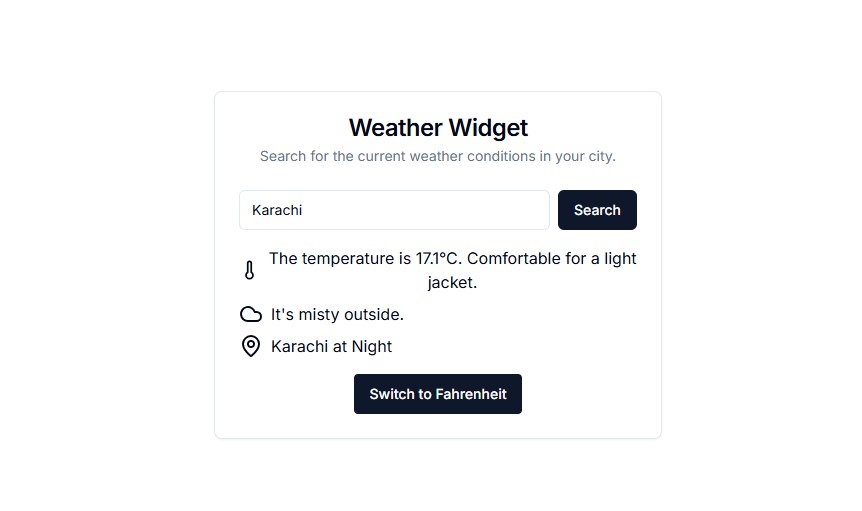 Weather Widget
Search for the current weather conditions in your city.
Karachi
Search
The temperature is 17.1°C. Comfortable for a light
jacket.
It's misty outside.
Karachi at Night
Switch to Fahrenheit